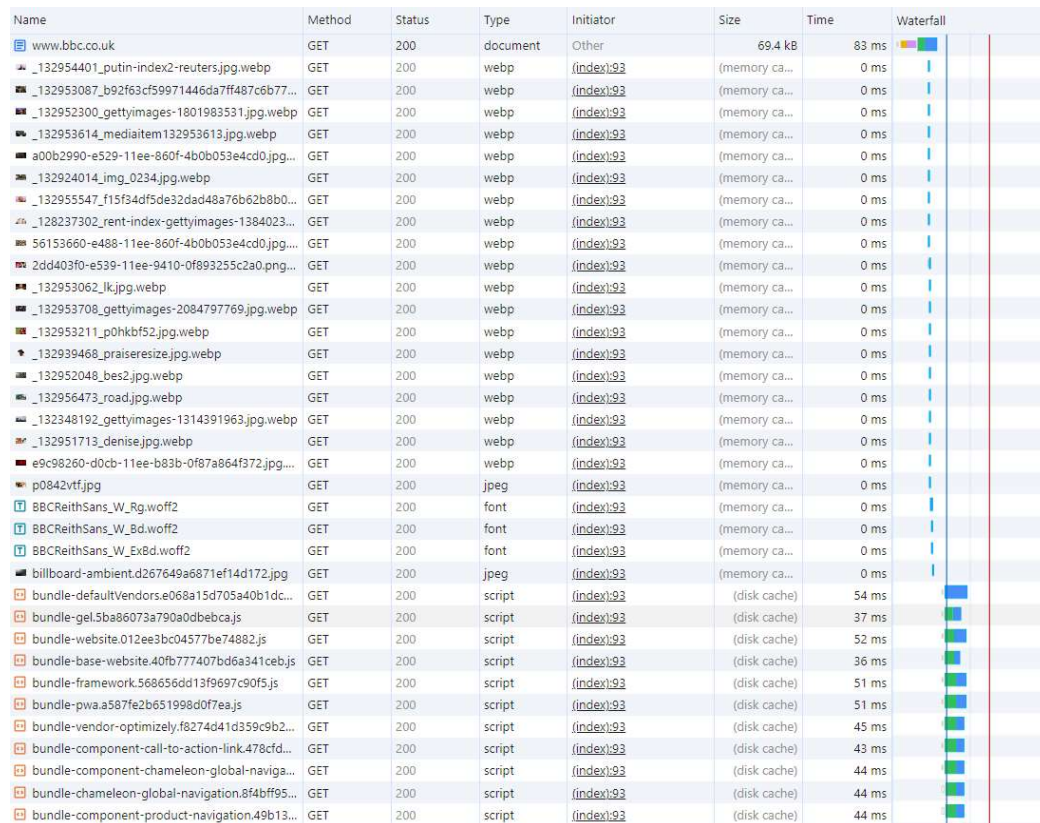 Name Method Status Type Initiator Size Time Waterfall
www.bbc.co.uk GET 200 document Other 69.4 kB 83 ms
_132954401_putin-index2-reuters.jpg.webp GET 200 webp (index):93 (memory ca... 0 ms
_132953087_b92f63cf59971446da7ff487c6b77... GET 200 webp (index):93 (memory ca... 0 ms
_132952300_gettyimages-1801983531.jpg.webp GET 200 webp (index):93 (memory ca... 0 ms
_132953614_mediaitem132953613.jpg.webp GET 200 webp (index):93 (memory ca... 0 ms
a00b2990-e529-11ee-860f-4b0b053e4cd0.jpg... GET 200 webp (index):93 (memory ca... 0 ms
_132924014_img_0234.jpg.webp GET 200 webp (index):93 (memory ca... 0 ms
_132955547_f15f34df5de32dad48a76b62b8b0... GET 200 webp (index):93 (memory ca... 0 ms
_128237302_rent-index-gettyimages-1384023... GET 200 webp (index):93 (memory ca... 0 ms
56153660-e488-11ee-860f-4b0b053e4cd0.jpg.... GET 200 webp (index):93 (memory ca... 0 ms
2dd403f0-e539-11ee-9410-0f893255c2a0.png... GET 200 webp (index):93 (memory ca... 0 ms
_132953062_lk.jpg.webp GET 200 webp (index):93 (memory ca... 0 ms
_132953708_gettyimages-2084797769.jpg.webp GET 200 webp (index):93 (memory ca... 0 ms
_132953211_p0hkbf52.jpg.webp GET 200 webp (index):93 (memory ca... 0 ms
_132939468_praiseresize.jpg.webp GET 200 webp (index):93 (memory ca... 0 ms
_132952048_bes2.jpg.webp GET 200 webp (index):93 (memory ca... 0 ms
_132956473_road.jpg.webp GET 200 webp (index):93 (memory ca... 0 ms
_132348192_gettyimages-1314391963.jpg.webp GET 200 webp (index):93 (memory ca... 0 ms
_132951713_denise.jpg.webp GET 200 webp (index):93 (memory ca... 0 ms
e9c98260-d0cb-11ee-b83b-0f87a864f372.jpg.... GET 200 webp (index):93 (memory ca... 0 ms
p0842vtf.jpg GET 200 jpeg (index):93 (memory ca... 0 ms
BBCReithSans_W_Rg.woff2 GET 200 font (index):93 (memory ca... 0 ms
BBCReithSans_W_Bd.woff2 GET 200 font (index):93 (memory ca... 0 ms
BBCReithSans_W_ExBd.woff2 GET 200 font (index):93 (memory ca... 0 ms
billboard-ambient.d267649a6871ef14d172.jpg GET 200 jpeg (index):93 (memory ca... 0 ms
bundle-defaultVendors.e068a15d705a40b1dc... GET 200 script (index):93 (disk cache) 54 ms
bundle-gel.5ba86073a790a0dbebca.js GET 200 script (index):93 (disk cache) 37 ms
bundle-website.012ee3bc04577be74882.js GET 200 script (index):93 (disk cache) 52 ms
bundle-base-website.40fb777407bd6a341ceb.js GET 200 script (index):93 (disk cache) 36 ms
bundle-framework.568656dd13f9697c90f5.js GET 200 script (index):93 (disk cache) 51 ms
bundle-pwa.a587fe2b651998d0f7ea.js GET 200 script (index):93 (disk cache) 51 ms
bundle-vendor-optimizely.f8274d41d359c9b2... GET 200 script (index):93 (disk cache) 45 ms
bundle-component-call-to-action-link.478cfd... GET 200 script (index):93 (disk cache) 43 ms
bundle-component-chameleon-global-naviga... GET 200 script (index):93 (disk cache) 44 ms
bundle-chameleon-global-navigation.8f4bff95... GET 200 script (index):93 (disk cache) 44 ms
bundle-component-product-navigation.49b13... GET 200 script (index):93 (disk cache) 44 ms